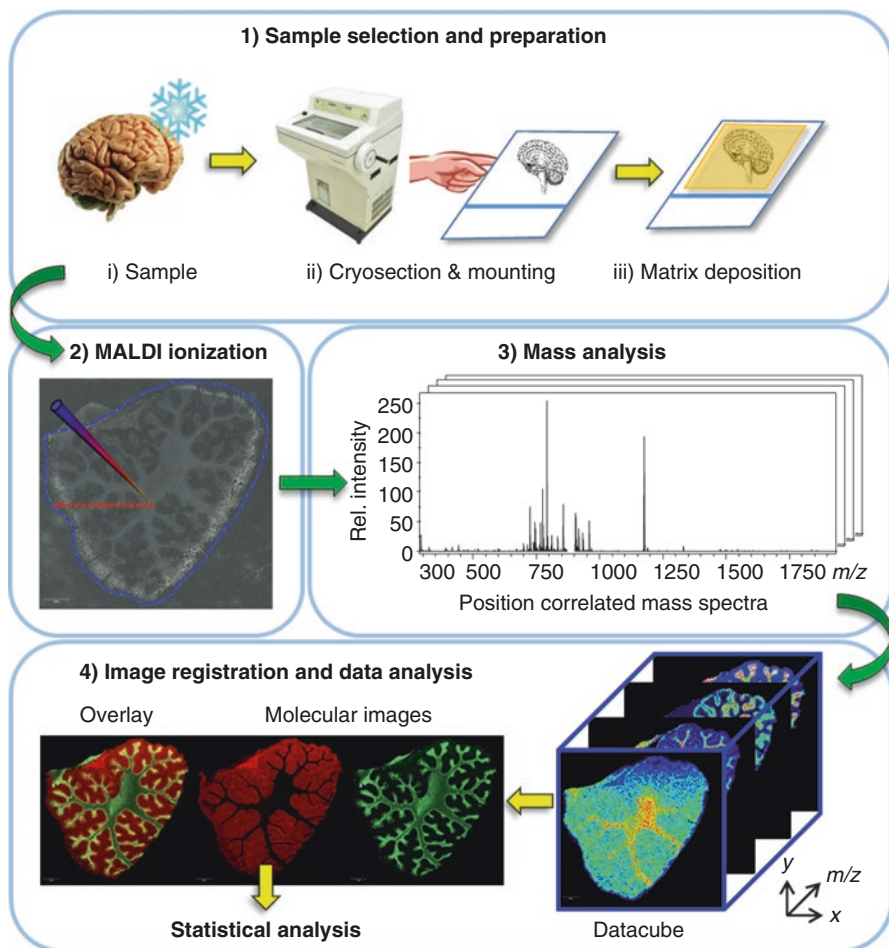 1) Sample selection and preparation
i) Sample
ii) Cryosection & mounting
iii) Matrix deposition
2) MALDI ionization
3) Mass analysis
Rel. intensity
250
200
150
100
50
0
300 500 750 1000 1250 1500 1750 m/z
Position correlated mass spectra
4) Image registration and data analysis
Overlay
Molecular images
Statistical analysis
Datacube
y
m/z
x